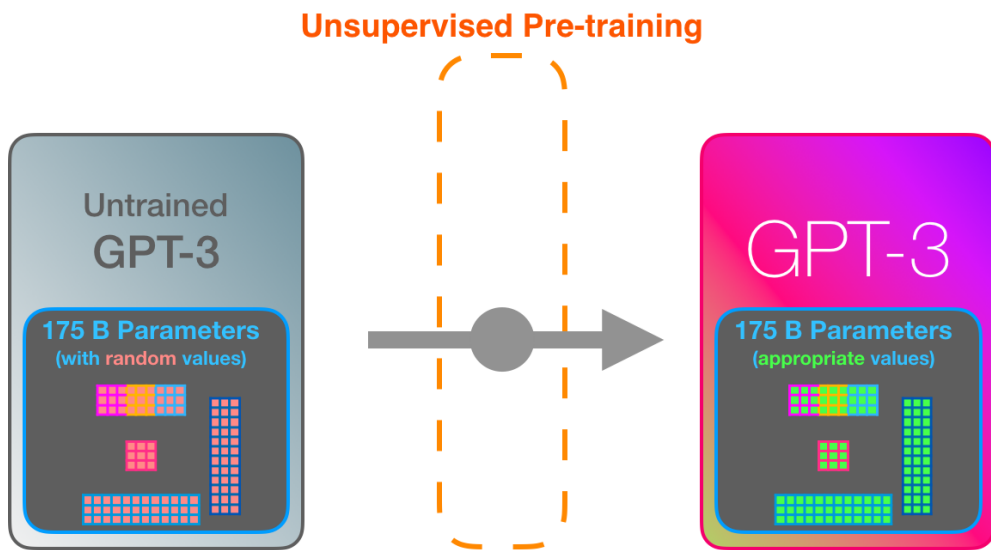 Unsupervised Pre-training
Untrained
GPT-3
175 B Parameters
(with random values)
GPT-3
175 B Parameters
(appropriate values)